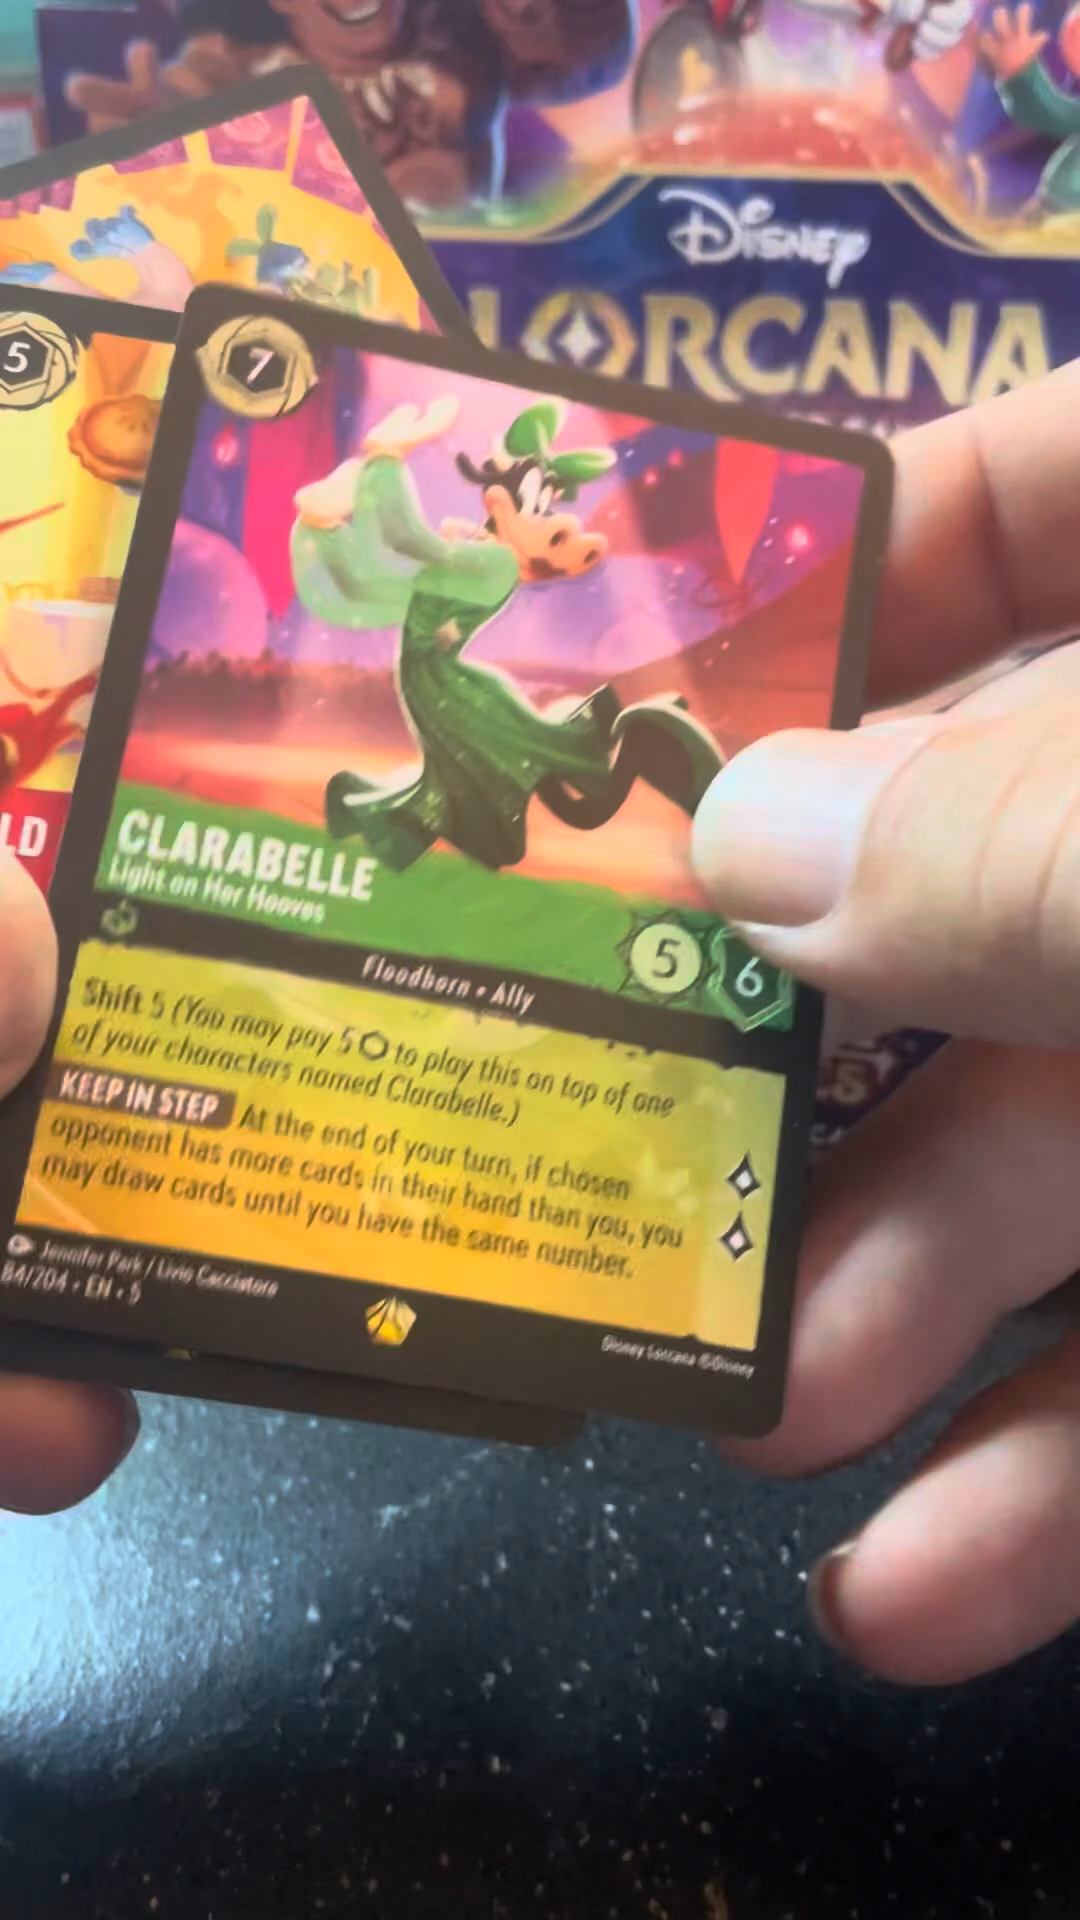 DISNEY
LORCANA
5
7
LD
CLARABELLE
Light on Her Hooves
5
6
Floodborn • Ally
Shift 5 (You may pay 5 to play this on top of one
of your characters named Clarabelle.)
KEEP IN STEP At the end of your turn, if chosen
opponent has more cards in their hand than you, you
may draw cards until you have the same number.
Jennifer Park / Livio Cacciatore
84/204 • EN • 5
Disney Lorcana ©Disney